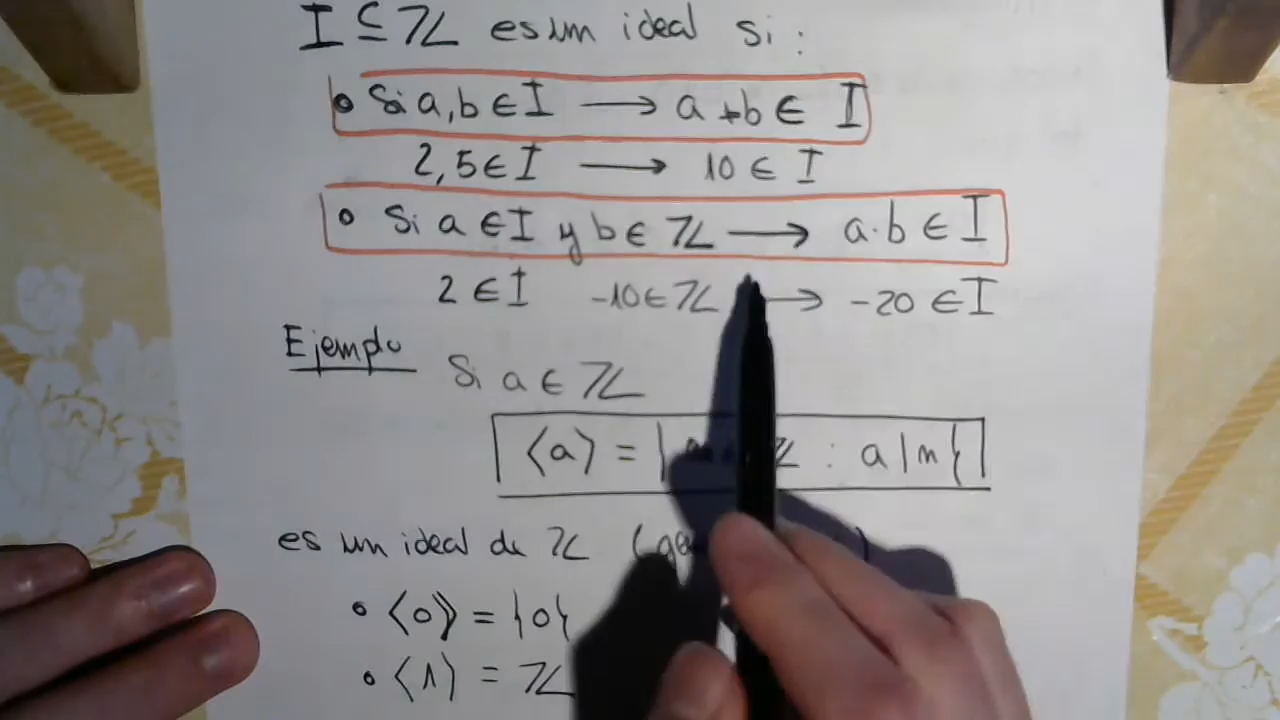 I ⊆ ℤ es un ideal si :
• Si a,b ∈ I ⟶ a+b ∈ I
2,5 ∈ I ⟶ 10 ∈ I
• Si a ∈ I y b ∈ ℤ ⟶ a·b ∈ I
2 ∈ I -10 ∈ ℤ ⟶ -20 ∈ I
Ejemplo Si a ∈ ℤ
⟨a⟩ = { ℤ : a | n }
es un ideal de ℤ (
• ⟨0⟩ = {0}
• ⟨1⟩ = ℤ